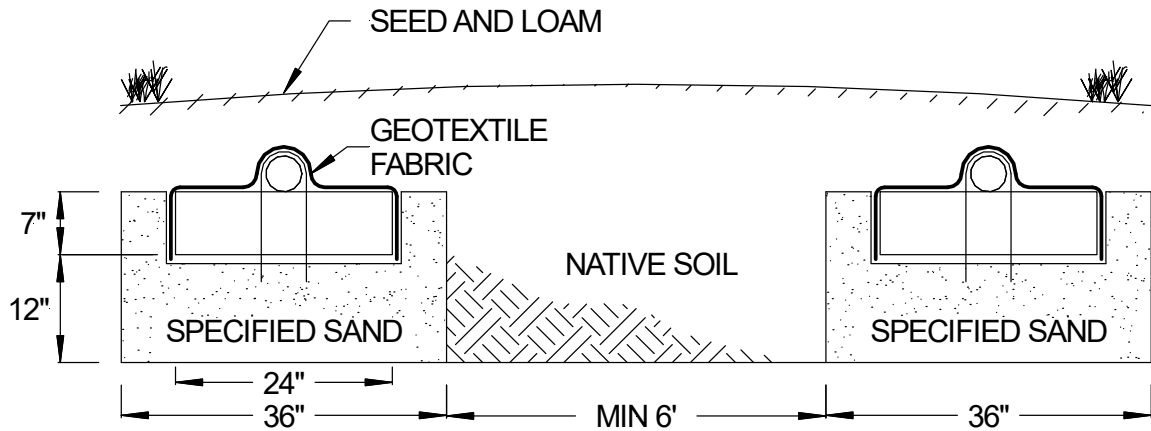 SEED AND LOAM
GEOTEXTILE
FABRIC
7"
12"
NATIVE SOIL
SPECIFIED SAND
SPECIFIED SAND
24"
36"
MIN 6'
36"